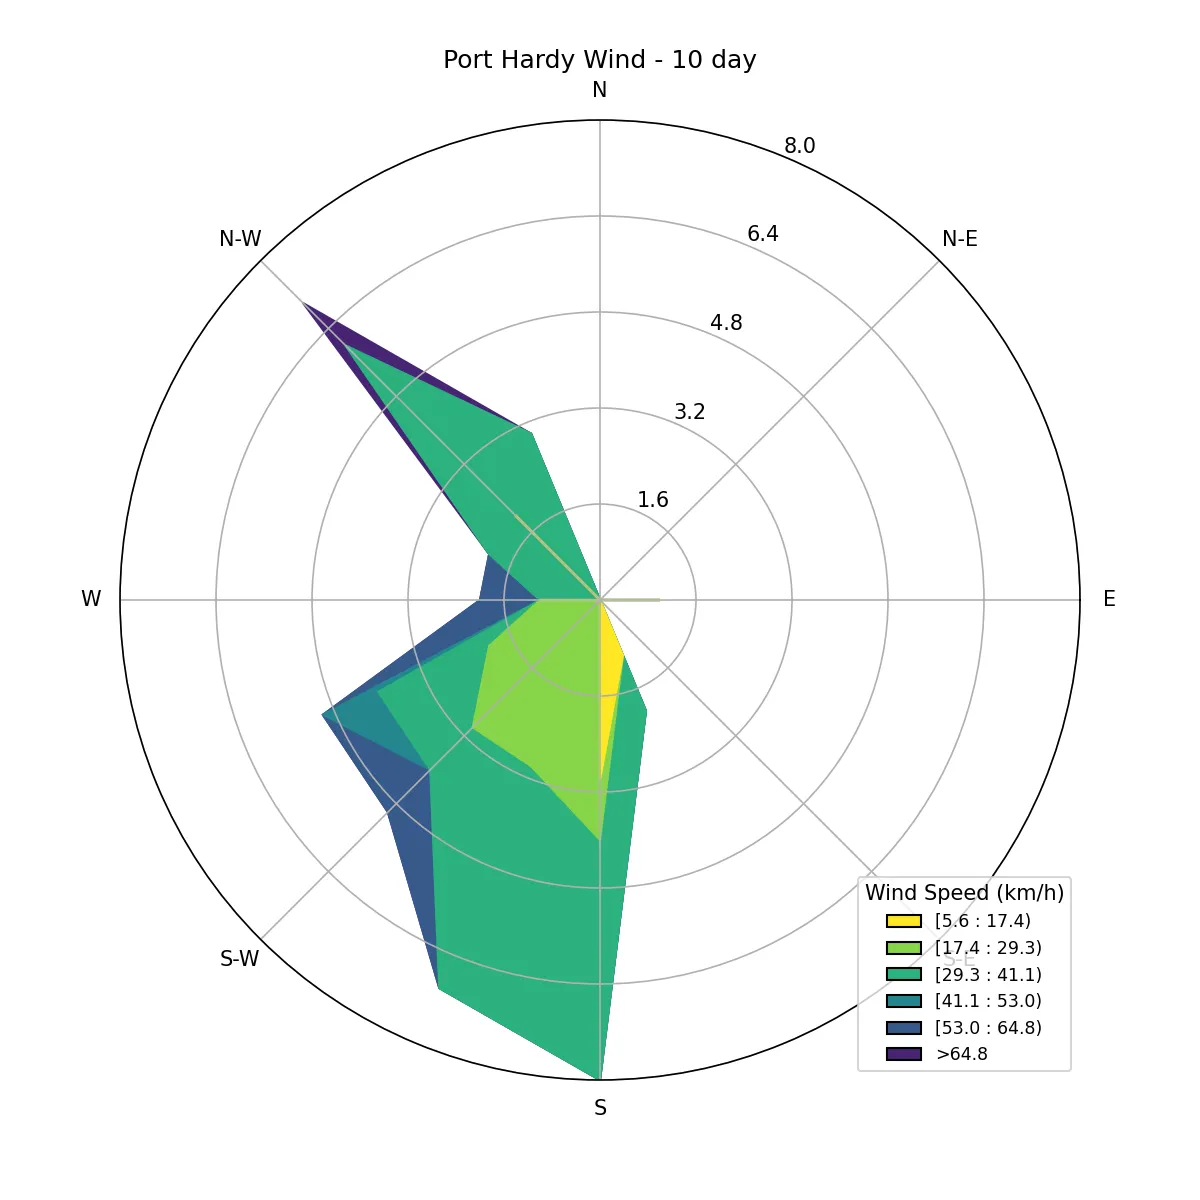 Port Hardy Wind - 10 day
N
8.0
N-W
6.4
N-E
4.8
3.2
1.6
W
E
Wind Speed (km/h)
[5.6 : 17.4)
[17.4 : 29.3)
S-W
S-E
[29.3 : 41.1)
[41.1 : 53.0)
[53.0 : 64.8)
>64.8
S